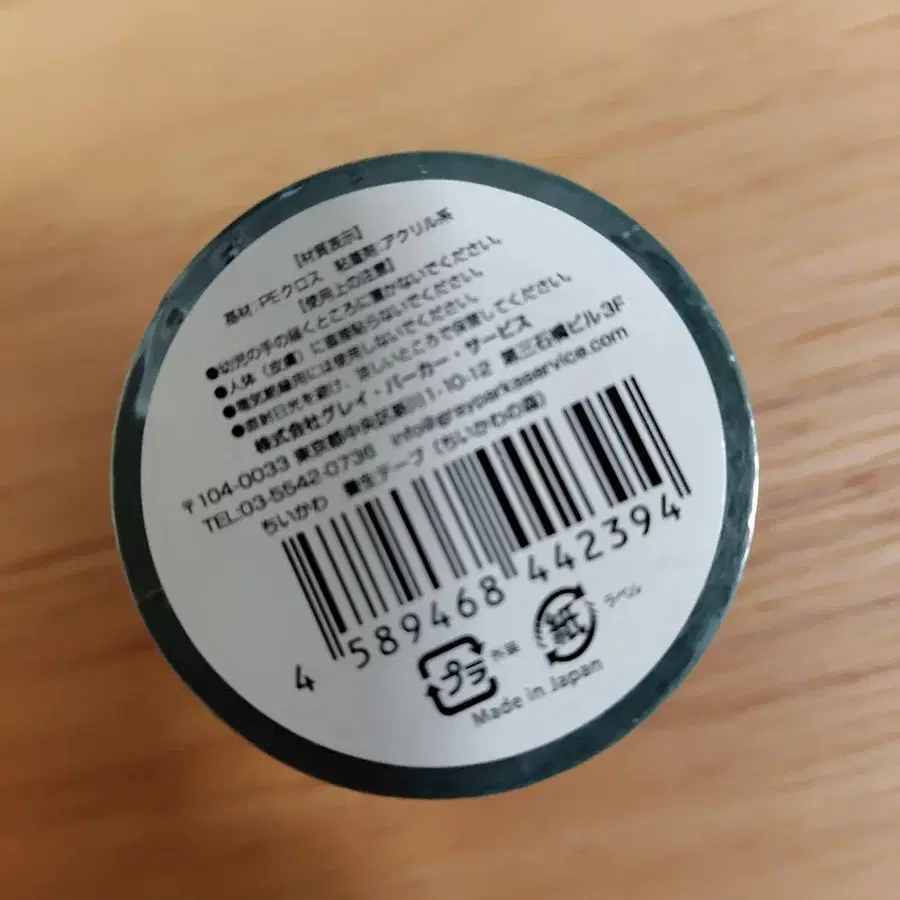 【材質表示】
基材:PEクロス　粘着剤:アクリル系
【使用上の注意】
●幼児の手の届くところに置かないでください。
●人体（皮膚）に直接貼らないでください。
●電気絶縁用には使用しないでください。
●直射日光を避け、涼しいところで保管してください。
株式会社グレイ・パーカー・サービス
〒104-0033 東京都中央区新川1-10-12　第三石橋ビル3F
TEL:03-5542-0736　info@grayparkaservice.com
ちいかわ　養生テープ（ちいかわの森）
4 589468 442394
プラ 外装 紙 ラベル
Made in Japan